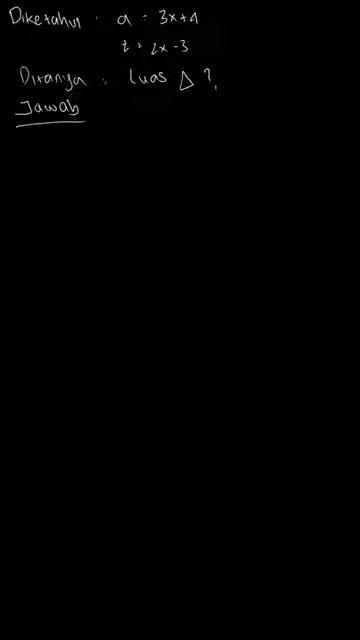 Diketahui : a = 3x+4
t = 2x-3
Ditanya : Luas △ ?
Jawab